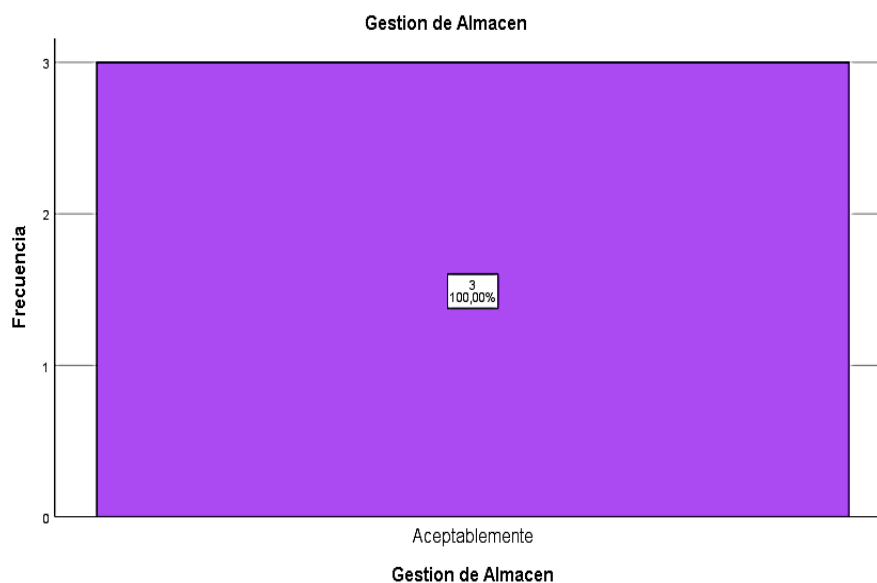 Gestion de Almacen
3
2
1
0
Frecuencia
3
100,00%
Aceptablemente
Gestion de Almacen